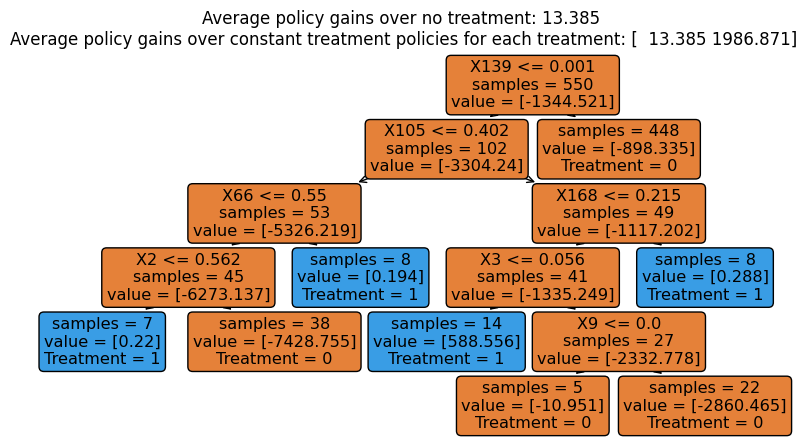 Average policy gains over no treatment: 13.385
Average policy gains over constant treatment policies for each treatment: [  13.385 1986.871]
X139 <= 0.001
samples = 550
value = [-1344.521]
X105 <= 0.402
samples = 102
value = [-3304.24]
samples = 448
value = [-898.335]
Treatment = 0
X66 <= 0.55
samples = 53
value = [-5326.219]
X168 <= 0.215
samples = 49
value = [-1117.202]
X2 <= 0.562
samples = 45
value = [-6273.137]
samples = 8
value = [0.194]
Treatment = 1
X3 <= 0.056
samples = 41
value = [-1335.249]
samples = 8
value = [0.288]
Treatment = 1
samples = 7
value = [0.22]
Treatment = 1
samples = 38
value = [-7428.755]
Treatment = 0
samples = 14
value = [588.556]
Treatment = 1
X9 <= 0.0
samples = 27
value = [-2332.778]
samples = 5
value = [-10.951]
Treatment = 0
samples = 22
value = [-2860.465]
Treatment = 0